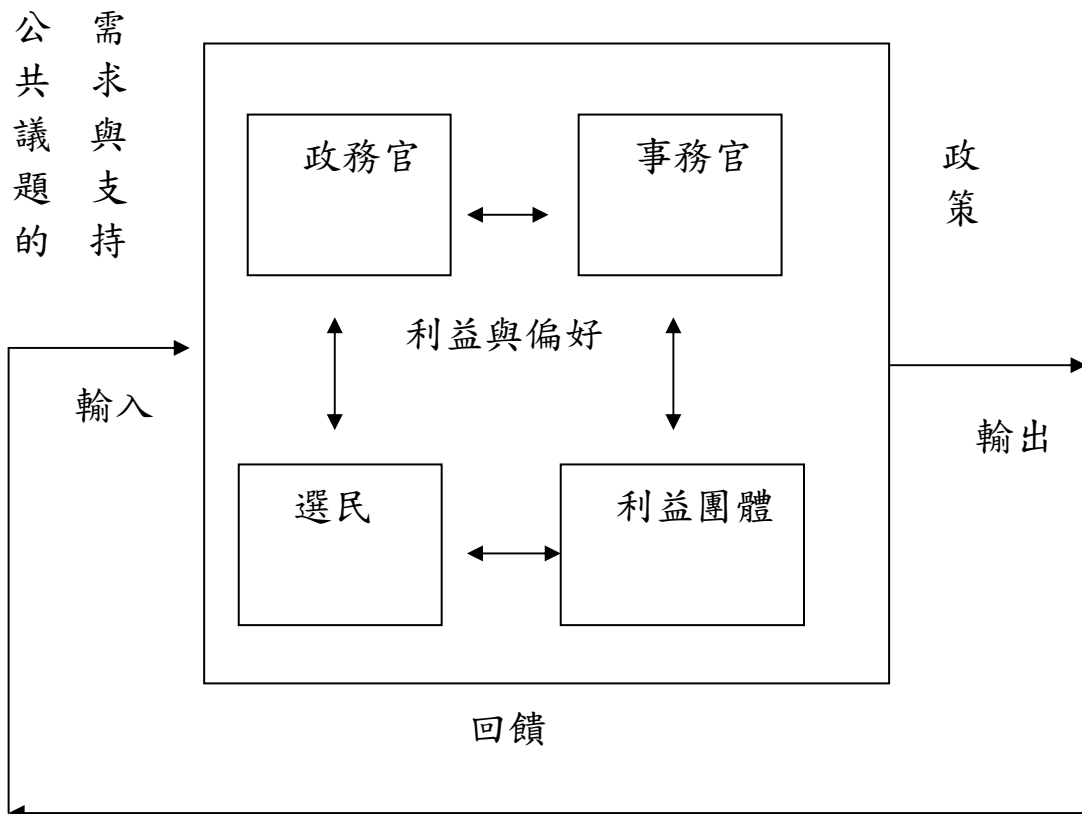 公共議題的
需求與支持
政務官
事務官
政策
利益與偏好
輸入
輸出
選民
利益團體
回饋